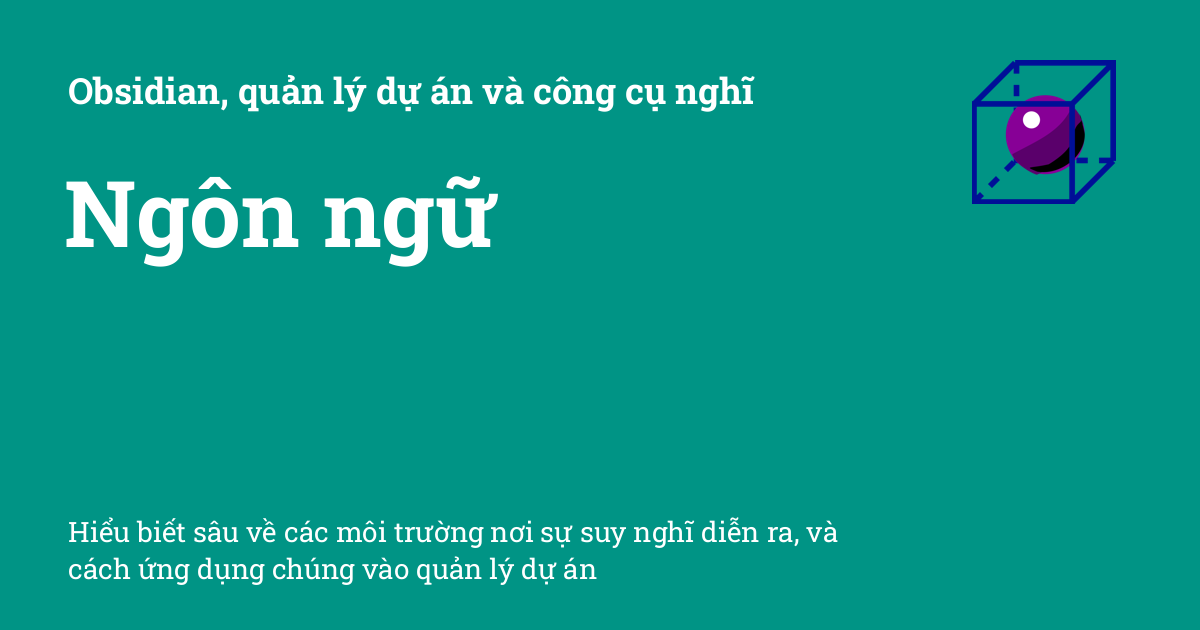 Obsidian, quản lý dự án và công cụ nghĩ
Ngôn ngữ
Hiểu biết sâu về các môi trường nơi sự suy nghĩ diễn ra, và
cách ứng dụng chúng vào quản lý dự án